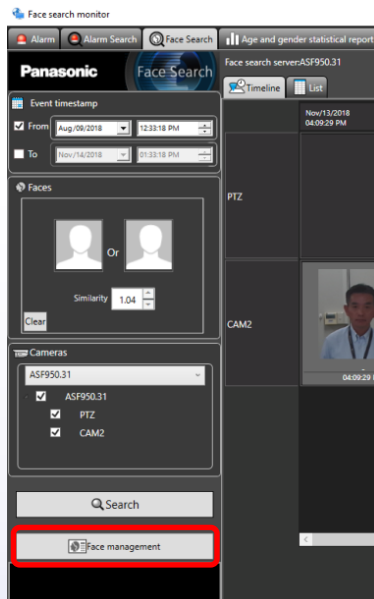 Face search monitor
Alarm
Alarm Search
Face Search
Age and gender statistical report
Panasonic
Face Search
Face search server:ASF950.31
Timeline
List
Event timestamp
From
Aug/09/2018
12:33:18 PM
To
Nov/14/2018
01:33:18 PM
Nov/13/2018
04:09:29 PM
Faces
Or
Similarity
1.04
Clear
PTZ
CAM2
04:09:29
Cameras
ASF950.31
ASF950.31
PTZ
CAM2
Search
Face management